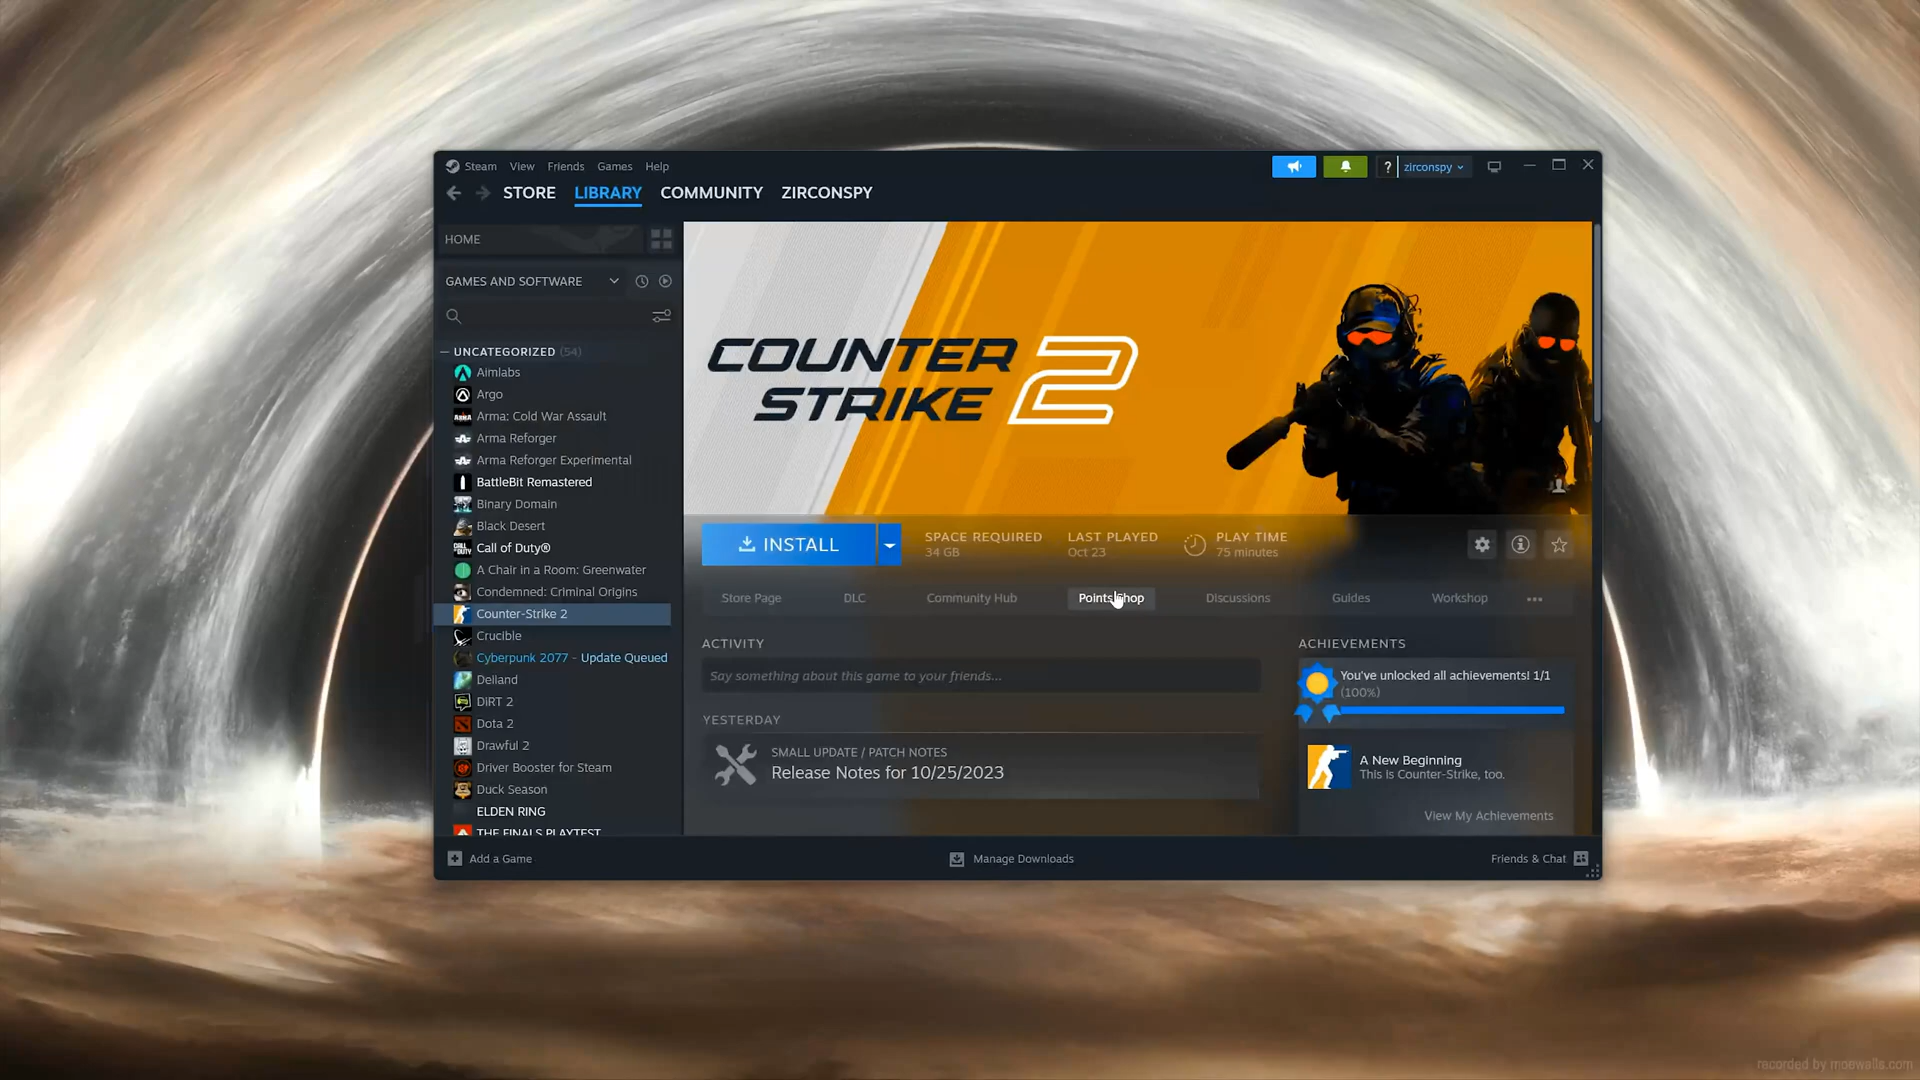 Steam View Friends Games Help
? zirconspy
STORE LIBRARY COMMUNITY ZIRCONSPY
HOME
GAMES AND SOFTWARE
UNCATEGORIZED (54)
Aimlabs
Argo
Arma: Cold War Assault
Arma Reforger
Arma Reforger Experimental
BattleBit Remastered
Binary Domain
Black Desert
Call of Duty®
A Chair in a Room: Greenwater
Condemned: Criminal Origins
Counter-Strike 2
Crucible
Cyberpunk 2077 - Update Queued
Deiland
DiRT 2
Dota 2
Drawful 2
Driver Booster for Steam
Duck Season
ELDEN RING
THE FINALS PLAYTEST
COUNTER
STRIKE 2
INSTALL
SPACE REQUIRED
34 GB
LAST PLAYED
Oct 23
PLAY TIME
75 minutes
Store Page DLC Community Hub Points Shop Discussions Guides Workshop
ACTIVITY
Say something about this game to your friends...
YESTERDAY
SMALL UPDATE / PATCH NOTES
Release Notes for 10/25/2023
ACHIEVEMENTS
You've unlocked all achievements! 1/1
(100%)
A New Beginning
This is Counter-Strike, too.
View My Achievements
Add a Game
Manage Downloads
Friends & Chat
recorded by moewalls.com